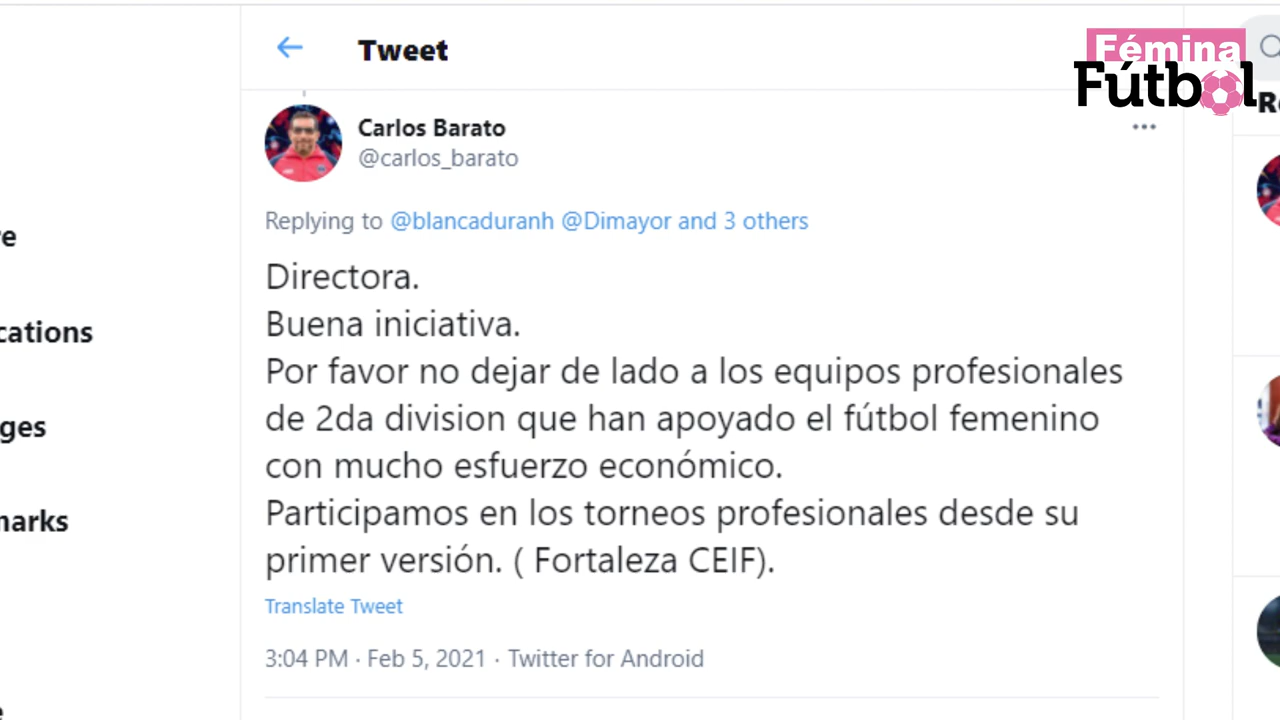 Tweet
Fémina
Fútbol
Carlos Barato
@carlos_barato
Replying to @blancaduranh @Dimayor and 3 others
Directora.
Buena iniciativa.
Por favor no dejar de lado a los equipos profesionales
de 2da division que han apoyado el fútbol femenino
con mucho esfuerzo económico.
Participamos en los torneos profesionales desde su
primer versión. ( Fortaleza CEIF).
Translate Tweet
3:04 PM · Feb 5, 2021 · Twitter for Android